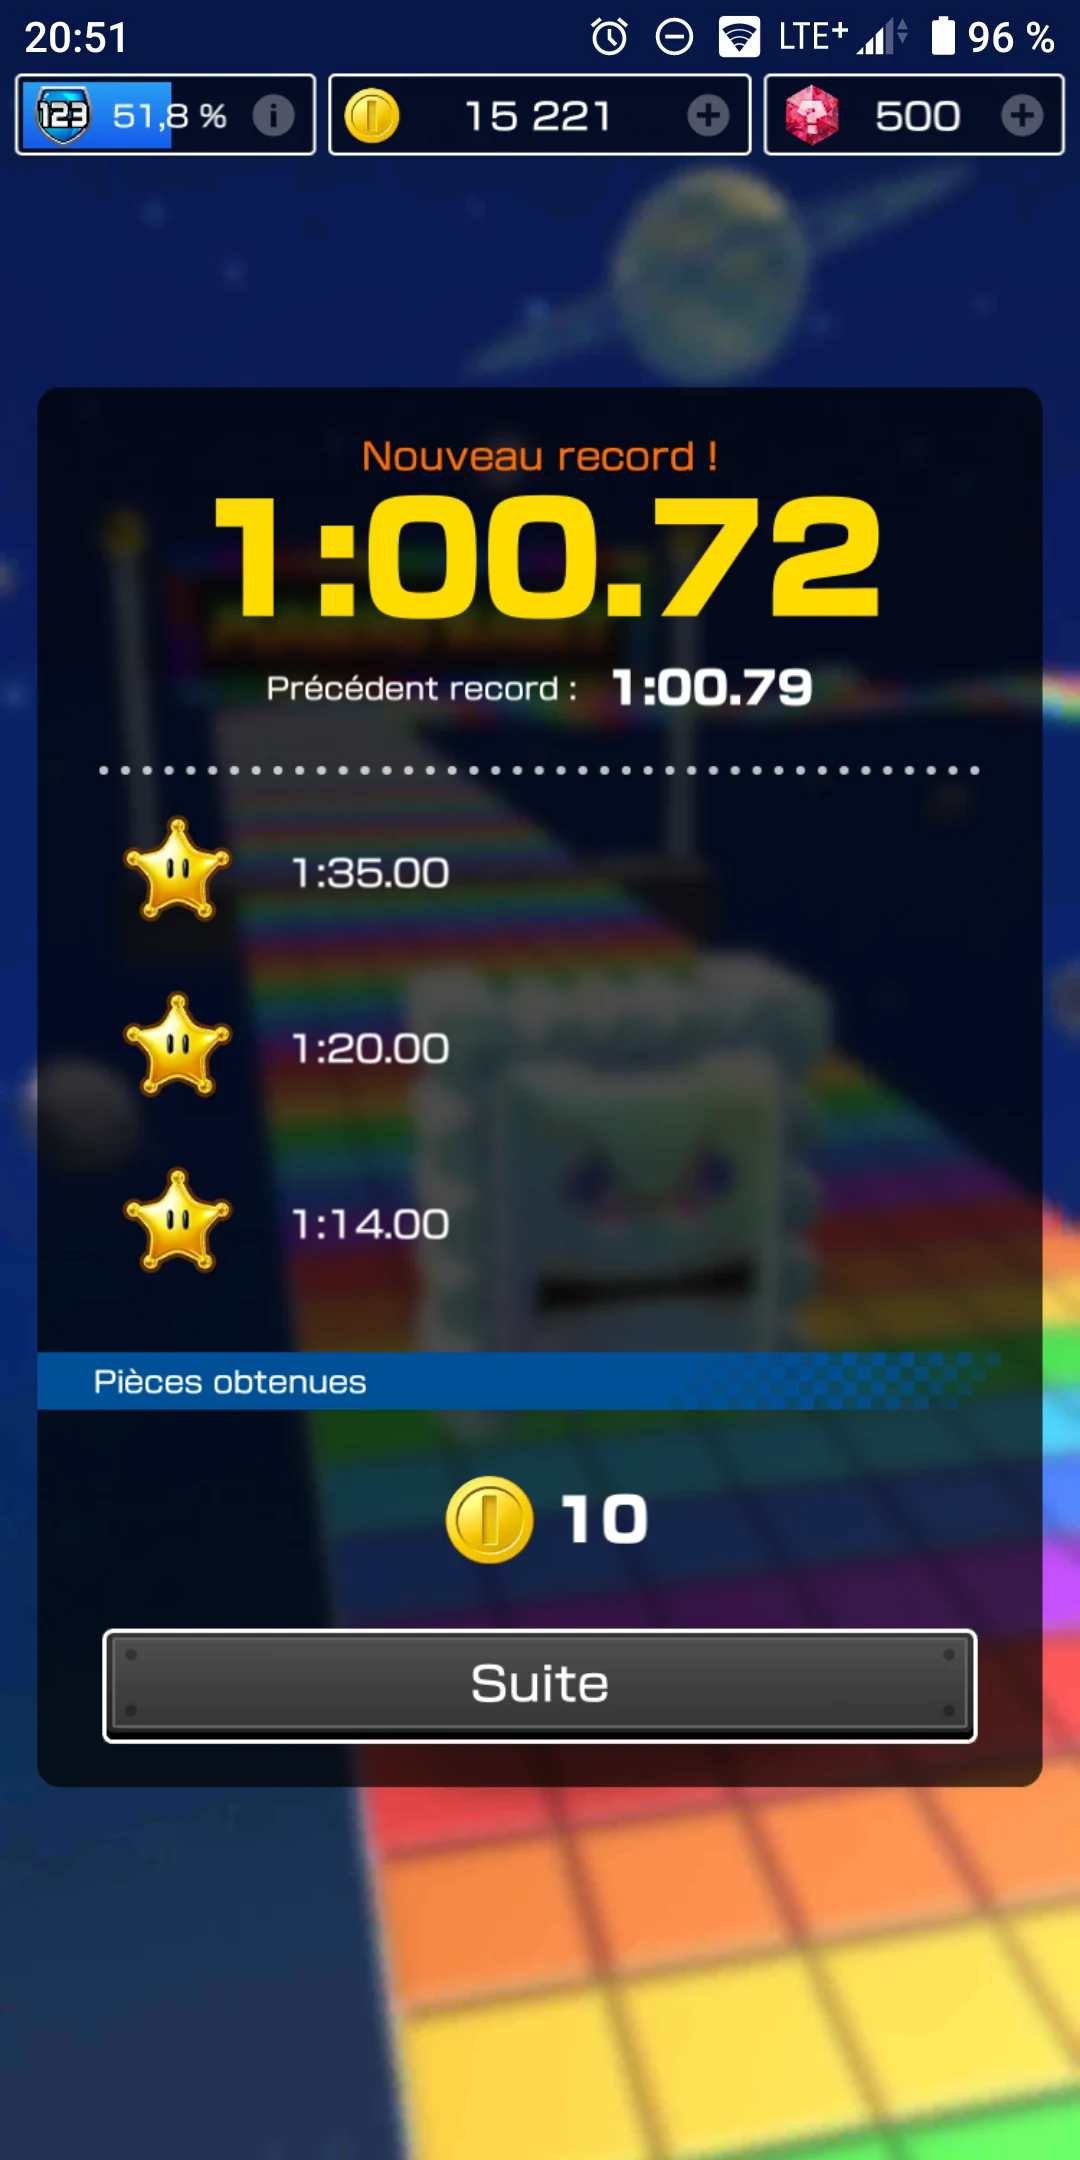 20:51 LTE+ 96 %
123 51,8 % i 15 221 + ? 500 +
Nouveau record !
1:00.72
Précédent record : 1:00.79
1:35.00
1:20.00
1:14.00
Pièces obtenues
10
Suite